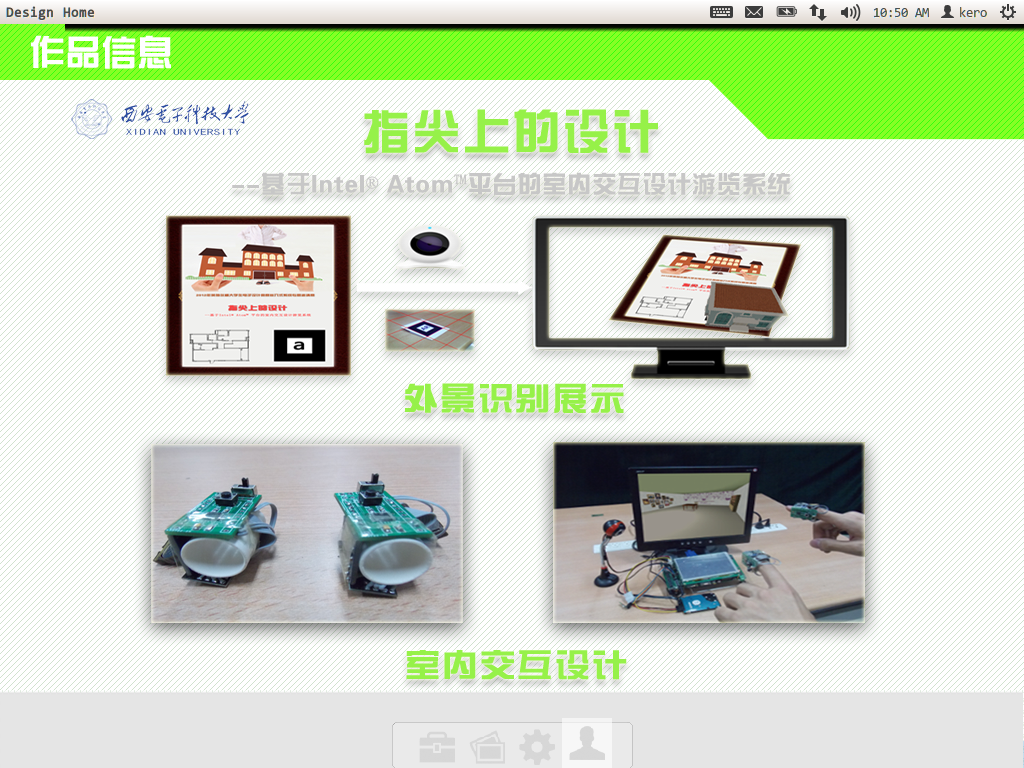 Design Home
10:50 AM kero
作品信息
西安电子科技大学
XIDIAN UNIVERSITY
指尖上的设计
--基于Intel® Atom™平台的室内交互设计游览系统
指尖上的设计
a
外景识别展示
室内交互设计